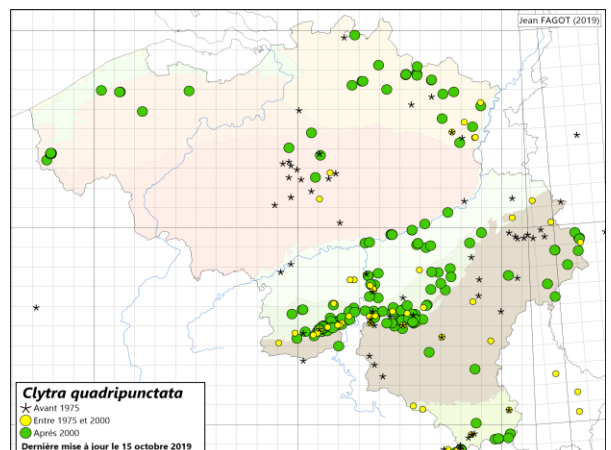 Jean FAGOT (2019)
Clytra quadripunctata
Avant 1975
Entre 1975 et 2000
Après 2000
Dernière mise à jour le 15 octobre 2019